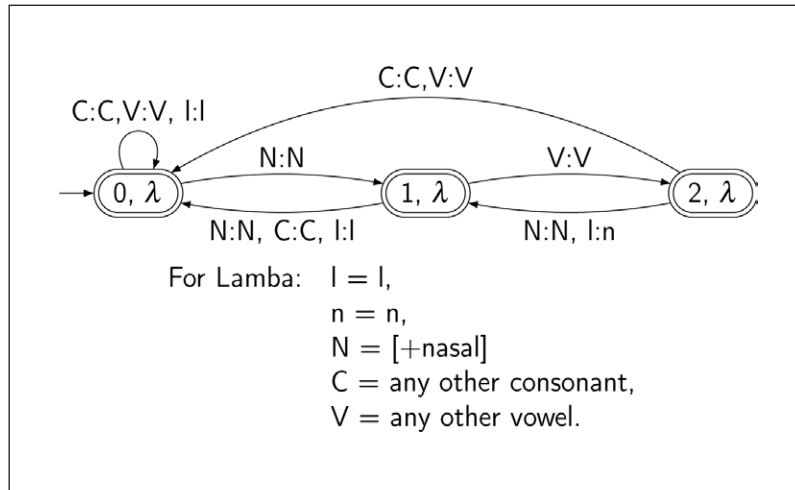 C:C,V:V
C:C,V:V, l:l
N:N
V:V
0, λ
1, λ
2, λ
N:N, C:C, l:l
N:N, l:n
For Lamba: l = l,
n = n,
N = [+nasal]
C = any other consonant,
V = any other vowel.